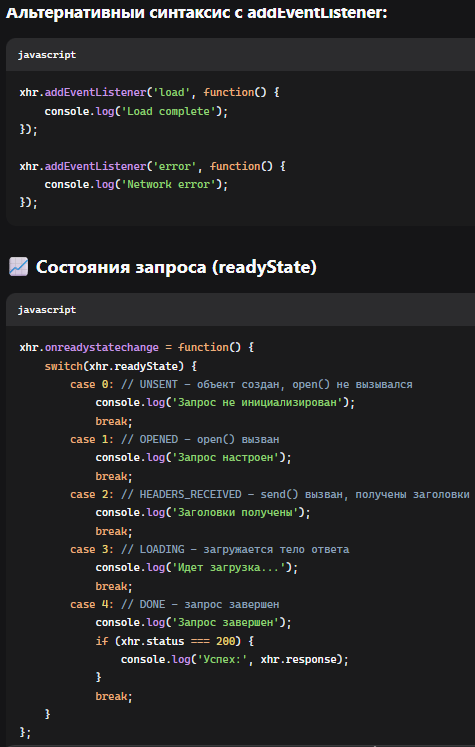 Альтернативный синтаксис с addEventListener:
javascript
xhr.addEventListener('load', function() {
    console.log('Load complete');
});
xhr.addEventListener('error', function() {
    console.log('Network error');
});
📈 Состояния запроса (readyState)
javascript
xhr.onreadystatechange = function() {
    switch(xhr.readyState) {
        case 0: // UNSENT - объект создан, open() не вызывался
            console.log('Запрос не инициализирован');
            break;
        case 1: // OPENED - open() вызван
            console.log('Запрос настроен');
            break;
        case 2: // HEADERS_RECEIVED - send() вызван, получены заголовки
            console.log('Заголовки получены');
            break;
        case 3: // LOADING - загружается тело ответа
            console.log('Идет загрузка...');
            break;
        case 4: // DONE - запрос завершен
            console.log('Запрос завершен');
            if (xhr.status === 200) {
                console.log('Успех:', xhr.response);
            }
            break;
    }
};